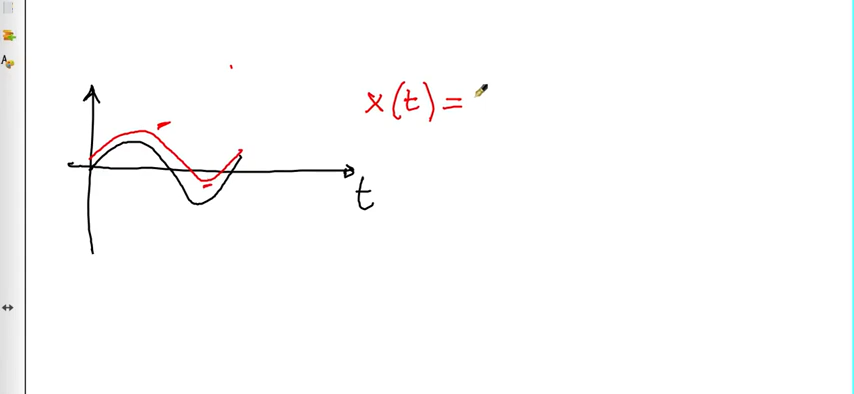 x(t) =
t